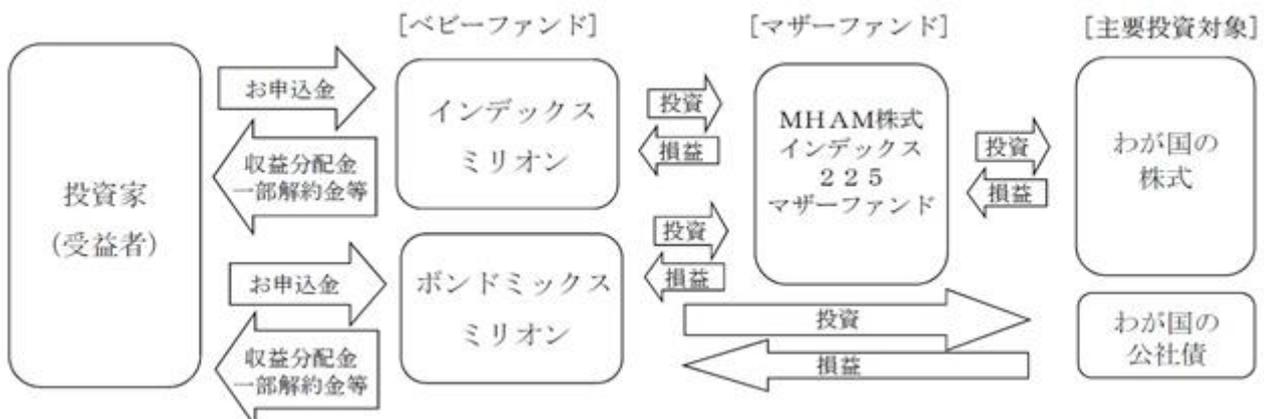 [ベビーファンド]
[マザーファンド]
[主要投資対象]
投資家
(受益者)
お申込金
収益分配金
一部解約金等
インデックス
ミリオン
投資
損益
MHAM株式
インデックス
225
マザーファンド
投資
損益
わが国の
株式
お申込金
収益分配金
一部解約金等
ボンドミックス
ミリオン
投資
損益
投資
損益
わが国の
公社債